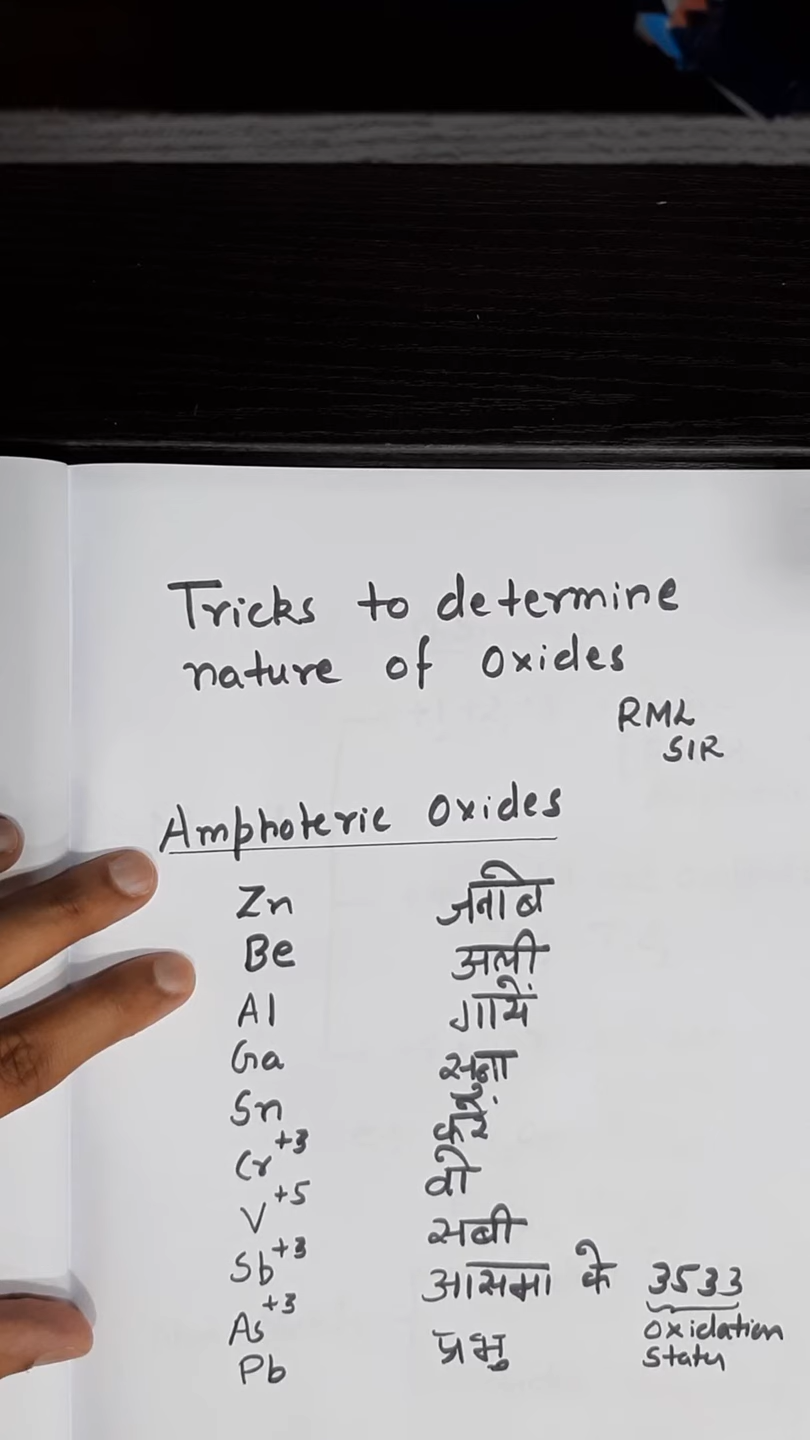 Tricks to determine
nature of oxides
RML
SIR
Amphoteric oxides
Zn जनाबे
Be अली
Al गायें
Ga सुना
Sn करें
Cr+3 वो
V+5 सबी
Sb+3 आसमा के 3533
As+3 oxidation
Pb प्रभु states